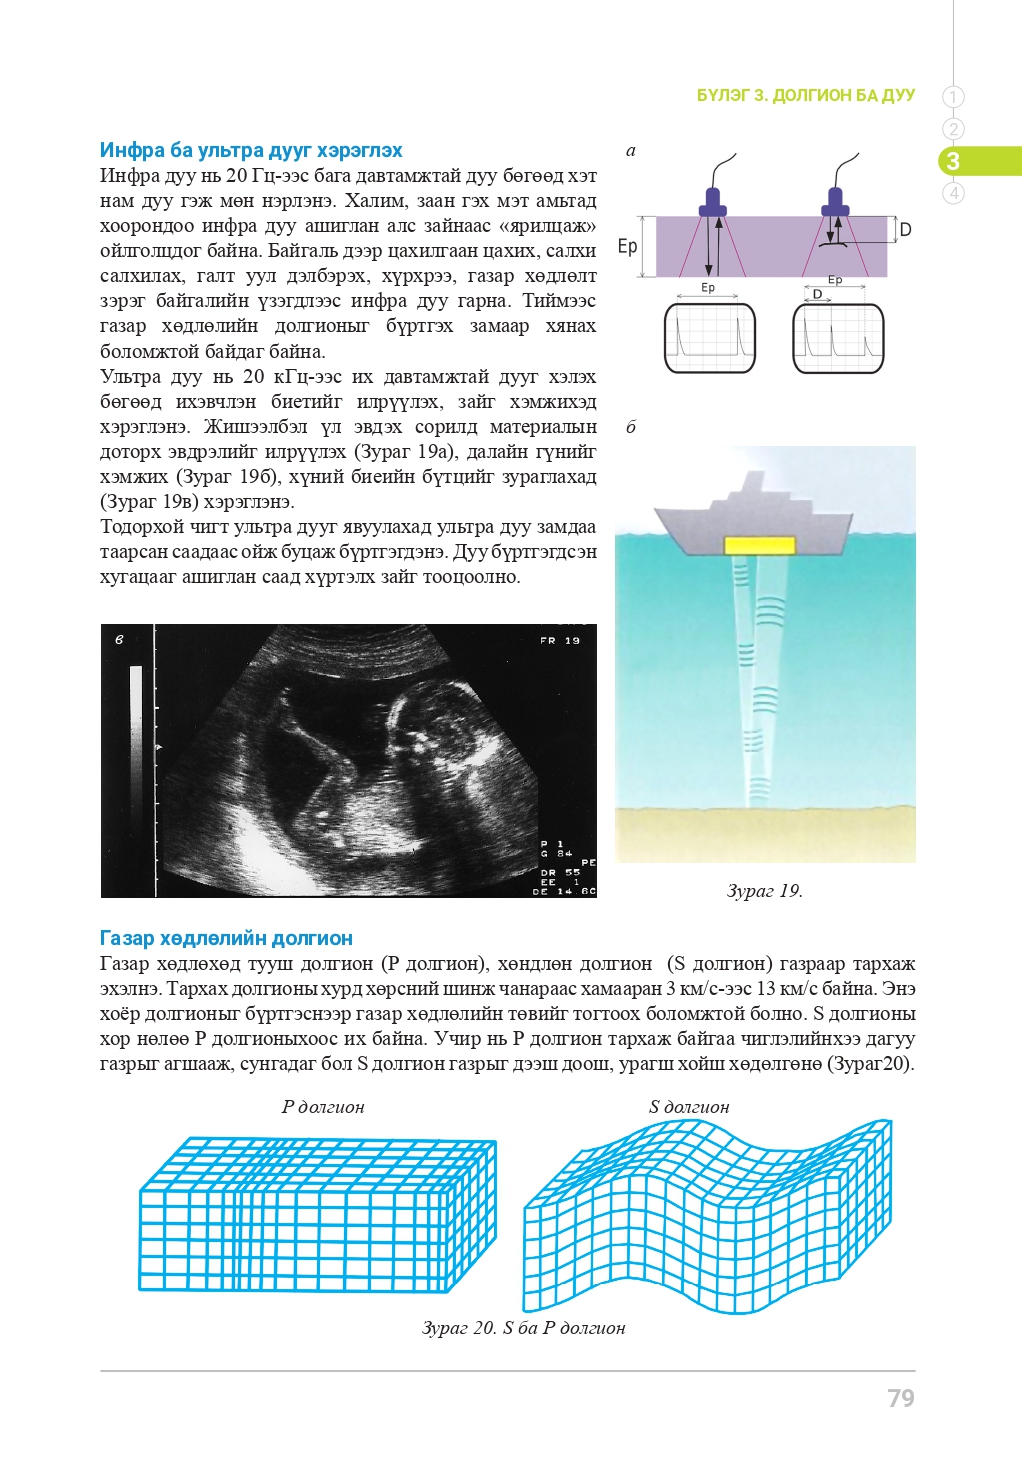 БҮЛЭГ 3. ДОЛГИОН БА ДУУ
1
2
3
4
Инфра ба ультра дууг хэрэглэх
Инфра дуу нь 20 Гц-ээс бага давтамжтай дуу бөгөөд хэт
нам дуу гэж мөн нэрлэнэ. Халим, заан гэх мэт амьтад
хоорондоо инфра дуу ашиглан алс зайнаас «ярилцаж»
ойлголцдог байна. Байгаль дээр цахилгаан цахих, салхи
салхилах, галт уул дэлбэрэх, хүрхрээ, газар хөдлөлт
зэрэг байгалийн үзэгдлээс инфра дуу гарна. Тиймээс
газар хөдлөлийн долгионыг бүртгэх замаар хянах
боломжтой байдаг байна.
Ультра дуу нь 20 кГц-ээс их давтамжтай дууг хэлэх
бөгөөд ихэвчлэн биетийг илрүүлэх, зайг хэмжихэд
хэрэглэнэ. Жишээлбэл үл эвдэх сорилд материалын
доторх эвдрэлийг илрүүлэх (Зураг 19а), далайн гүнийг
хэмжих (Зураг 19б), хүний биеийн бүтцийг зураглахад
(Зураг 19в) хэрэглэнэ.
Тодорхой чигт ультра дууг явуулахад ультра дуу замдаа
таарсан саадаас ойж буцаж бүртгэгдэнэ. Дуу бүртгэгдсэн
хугацааг ашиглан саад хүртэлх зайг тооцоолно.
а
Ep
D
Ep
Ep
D
б
в
FR 19
P 1
G 84
PE
DR 55
EE 1
DE 14.6C
Зураг 19.
Газар хөдлөлийн долгион
Газар хөдлөхөд тууш долгион (P долгион), хөндлөн долгион (S долгион) газраар тархаж
эхэлнэ. Тархах долгионы хурд хөрсний шинж чанараас хамааран 3 км/с-ээс 13 км/с байна. Энэ
хоёр долгионыг бүртгэснээр газар хөдлөлийн төвийг тогтоох боломжтой болно. S долгионы
хор нөлөө P долгионыхоос их байна. Учир нь P долгион тархаж байгаа чиглэлийнхээ дагуу
газрыг агшааж, сунгадаг бол S долгион газрыг дээш доош, урагш хойш хөдөлгөнө (Зураг20).
P долгион
S долгион
Зураг 20. S ба P долгион
79